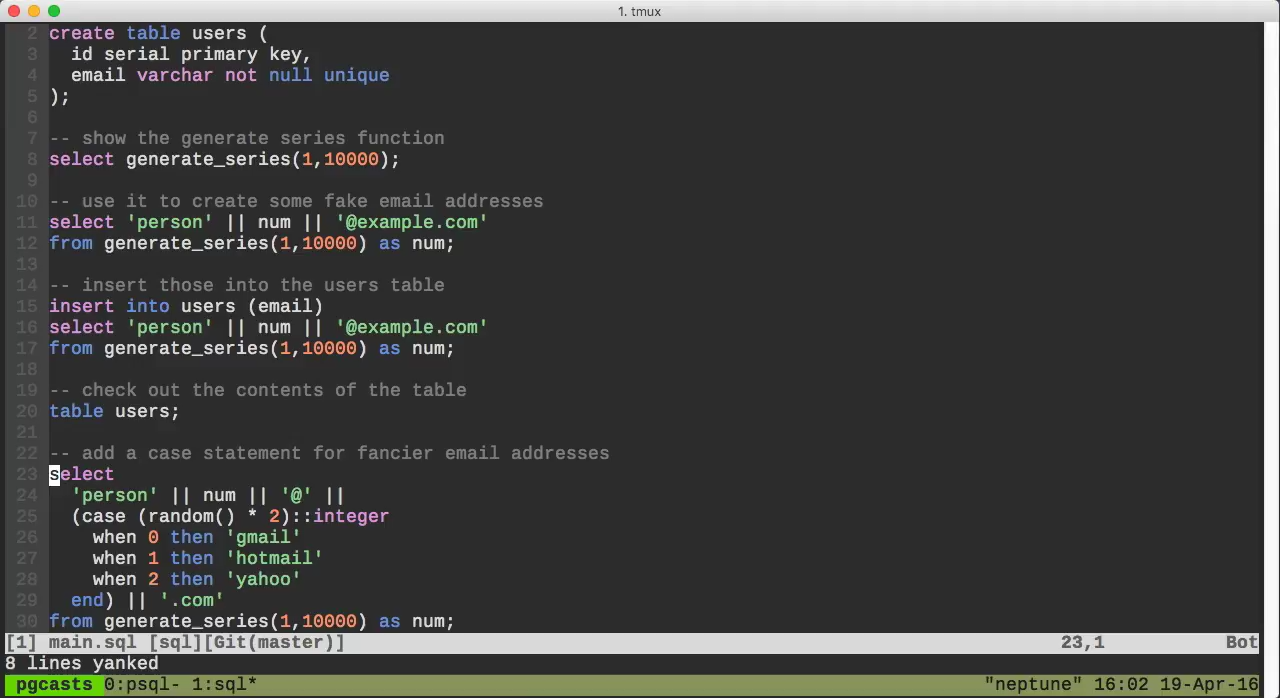 1. tmux
2 create table users (
3   id serial primary key,
4   email varchar not null unique
5 );
6
7 -- show the generate series function
8 select generate_series(1,10000);
9
10 -- use it to create some fake email addresses
11 select 'person' || num || '@example.com'
12 from generate_series(1,10000) as num;
13
14 -- insert those into the users table
15 insert into users (email)
16 select 'person' || num || '@example.com'
17 from generate_series(1,10000) as num;
18
19 -- check out the contents of the table
20 table users;
21
22 -- add a case statement for fancier email addresses
23 select
24   'person' || num || '@' ||
25   (case (random() * 2)::integer
26     when 0 then 'gmail'
27     when 1 then 'hotmail'
28     when 2 then 'yahoo'
29   end) || '.com'
30 from generate_series(1,10000) as num;
[1] main.sql [sql][Git(master)] 23,1 Bot
8 lines yanked
pgcasts 0:psql- 1:sql* "neptune" 16:02 19-Apr-16